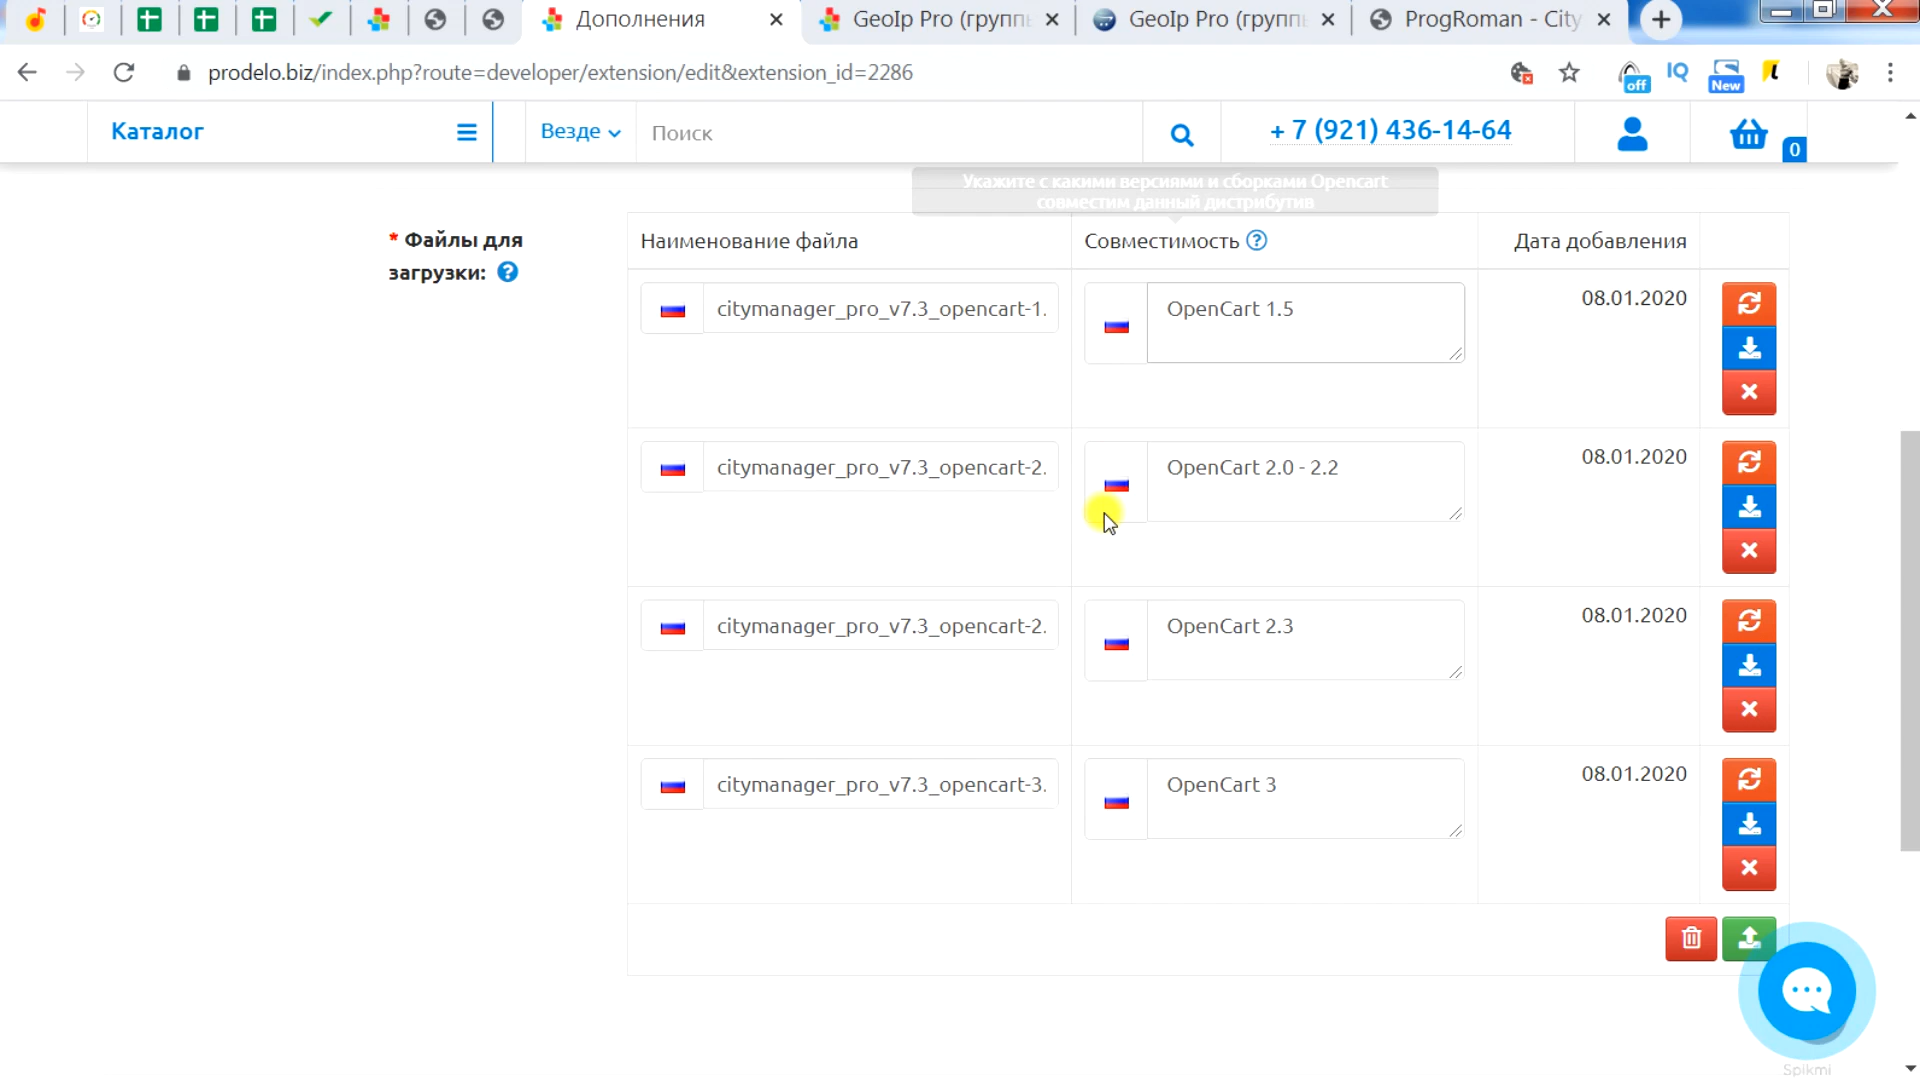 Дополнения
GeoIp Pro (группы
GeoIp Pro (группы
ProgRoman - City
prodelo.biz/index.php?route=developer/extension/edit&extension_id=2286
off
IQ
New
Каталог
Везде
Поиск
+ 7 (921) 436-14-64
0
Укажите с какими версиями и сборками Opencart
совместим данный дистрибутив
* Файлы для
загрузки:
Наименование файла
Совместимость
Дата добавления
citymanager_pro_v7.3_opencart-1.
OpenCart 1.5
08.01.2020
citymanager_pro_v7.3_opencart-2.
OpenCart 2.0 - 2.2
08.01.2020
citymanager_pro_v7.3_opencart-2.
OpenCart 2.3
08.01.2020
citymanager_pro_v7.3_opencart-3.
OpenCart 3
08.01.2020
Spikmi